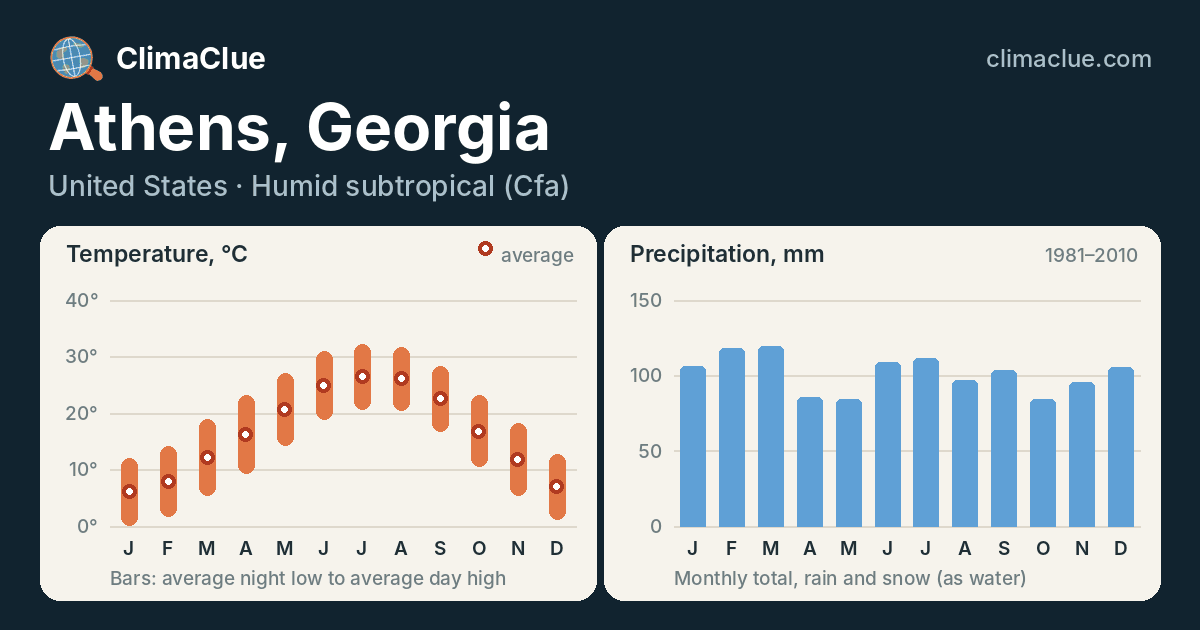 ClimaClue
climaclue.com
Athens, Georgia
United States · Humid subtropical (Cfa)
Temperature, °C
average
40°
30°
20°
10°
0°
J F M A M J J A S O N D
Bars: average night low to average day high
Precipitation, mm
1981–2010
150
100
50
0
J F M A M J J A S O N D
Monthly total, rain and snow (as water)